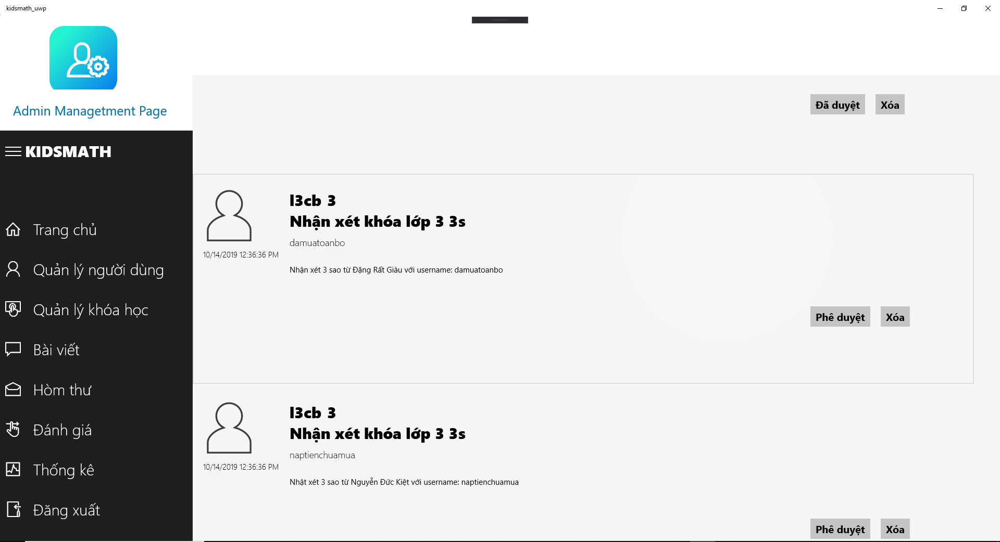 kidsmath_uwp
Admin Managetment Page
KIDSMATH
Trang chủ
Quản lý người dùng
Quản lý khóa học
Bài viết
Hòm thư
Đánh giá
Thống kê
Đăng xuất
Đã duyệt Xóa
l3cb 3
Nhận xét khóa lớp 3 3s
damuatoanbo
10/14/2019 12:36:36 PM
Nhận xét 3 sao từ Đặng Rất Giàu với username: damuatoanbo
Phê duyệt Xóa
l3cb 3
Nhận xét khóa lớp 3 3s
naptienchuamua
10/14/2019 12:36:36 PM
Nhật xét 3 sao từ Nguyễn Đức Kiệt với username: naptienchuamua
Phê duyệt Xóa